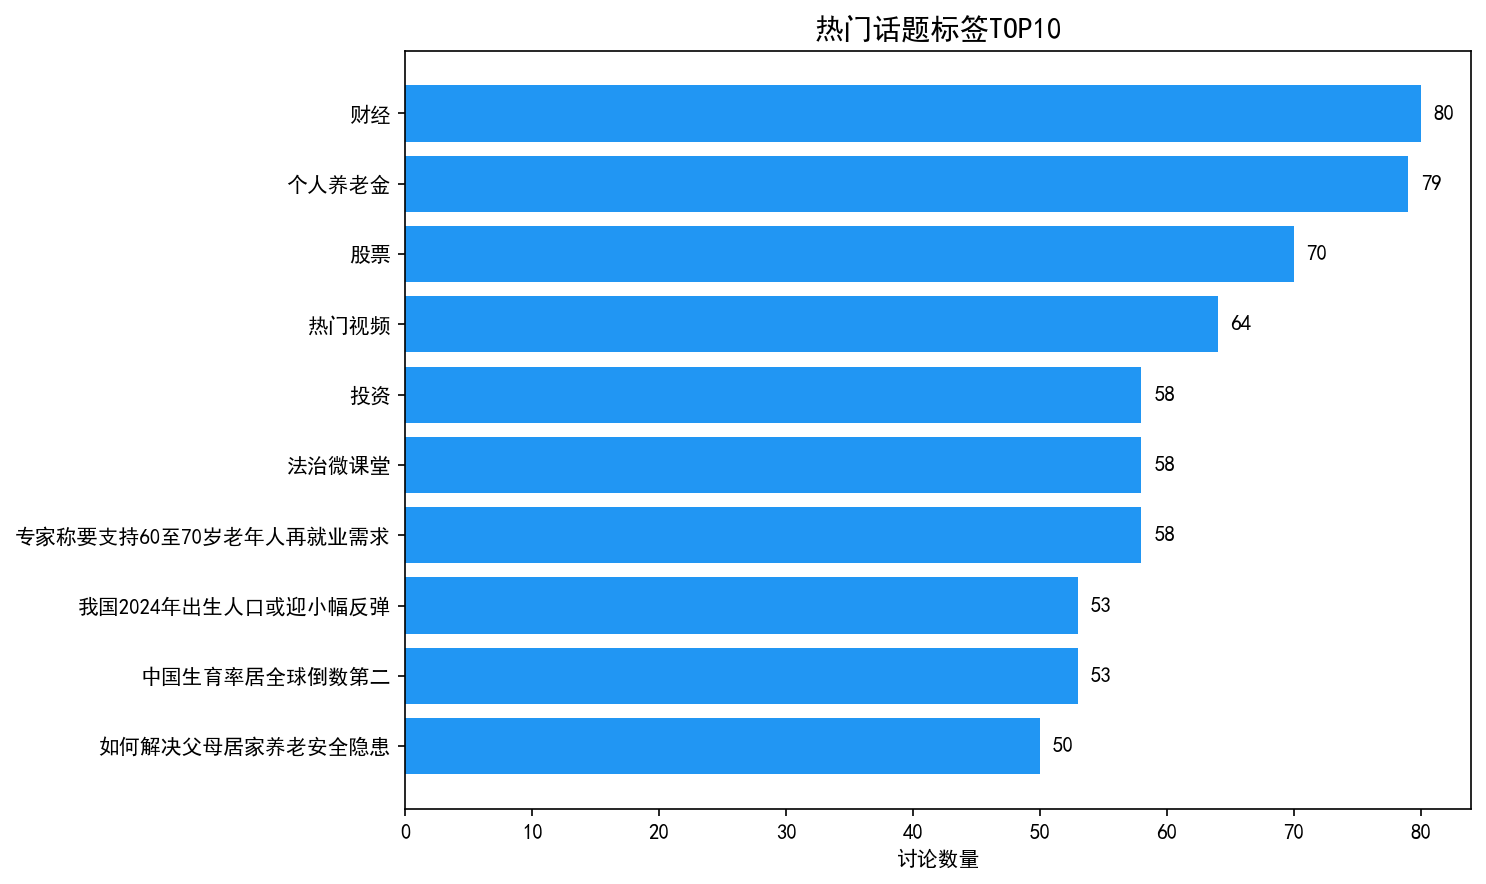 热门话题标签TOP10
财经 80
个人养老金 79
股票 70
热门视频 64
投资 58
法治微课堂 58
专家称要支持60至70岁老年人再就业需求 58
我国2024年出生人口或迎小幅反弹 53
中国生育率居全球倒数第二 53
如何解决父母居家养老安全隐患 50
0 10 20 30 40 50 60 70 80
讨论数量